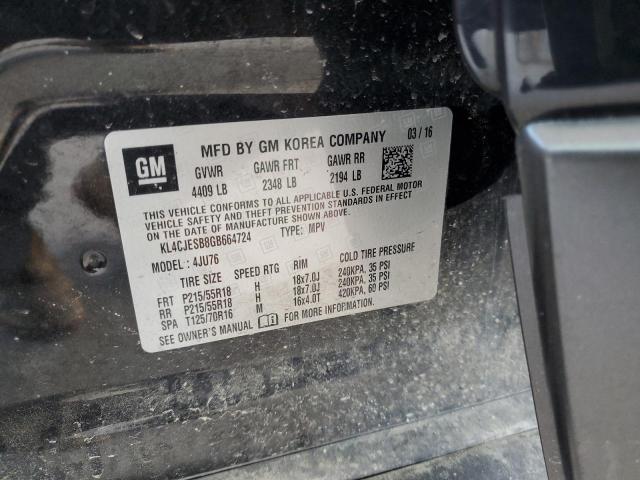 GM
MFD BY GM KOREA COMPANY 03/16
GVWR GAWR FRT GAWR RR
4409 LB 2348 LB 2194 LB
THIS VEHICLE CONFORMS TO ALL APPLICABLE U.S. FEDERAL MOTOR
VEHICLE SAFETY AND THEFT PREVENTION STANDARDS IN EFFECT
ON THE DATE OF MANUFACTURE SHOWN ABOVE.
KL4CJESB8GB664724 TYPE: MPV
MODEL: 4JU76
TIRE SIZE SPEED RTG RIM COLD TIRE PRESSURE
FRT P215/55R18 H 18x7.0J 240KPA, 35 PSI
RR P215/55R18 H 18x7.0J 240KPA, 35 PSI
SPA T125/70R16 M 16x4.0T 420KPA, 60 PSI
SEE OWNER'S MANUAL FOR MORE INFORMATION.